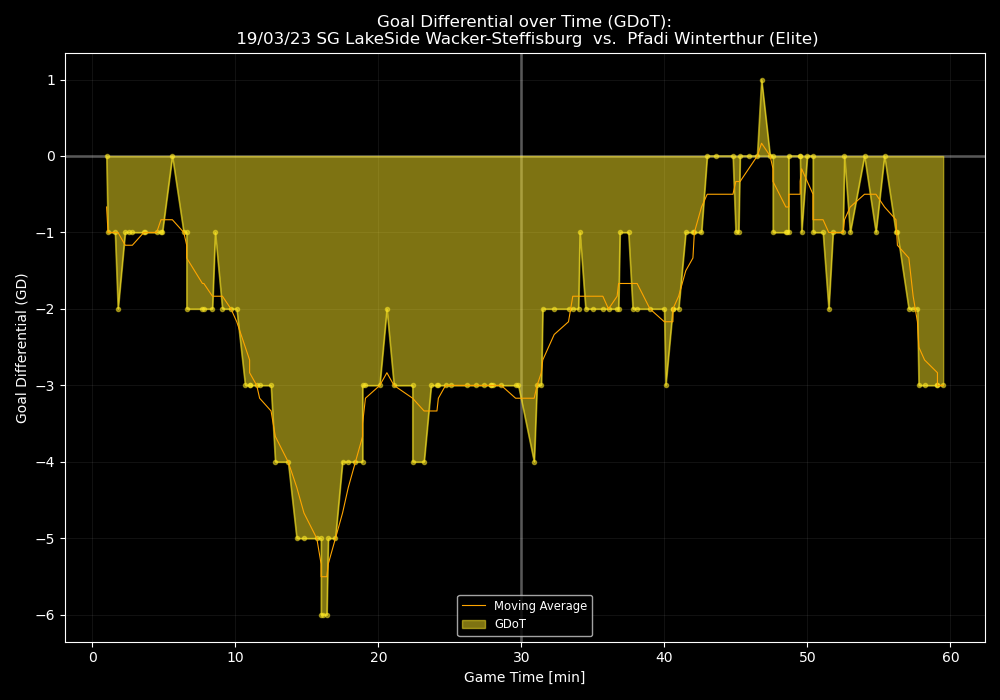 Goal Differential over Time (GDoT):
19/03/23 SG LakeSide Wacker-Steffisburg  vs.  Pfadi Winterthur (Elite)
Goal Differential (GD)
1
0
−1
−2
−3
−4
−5
−6
Moving Average
GDoT
0 10 20 30 40 50 60
Game Time [min]